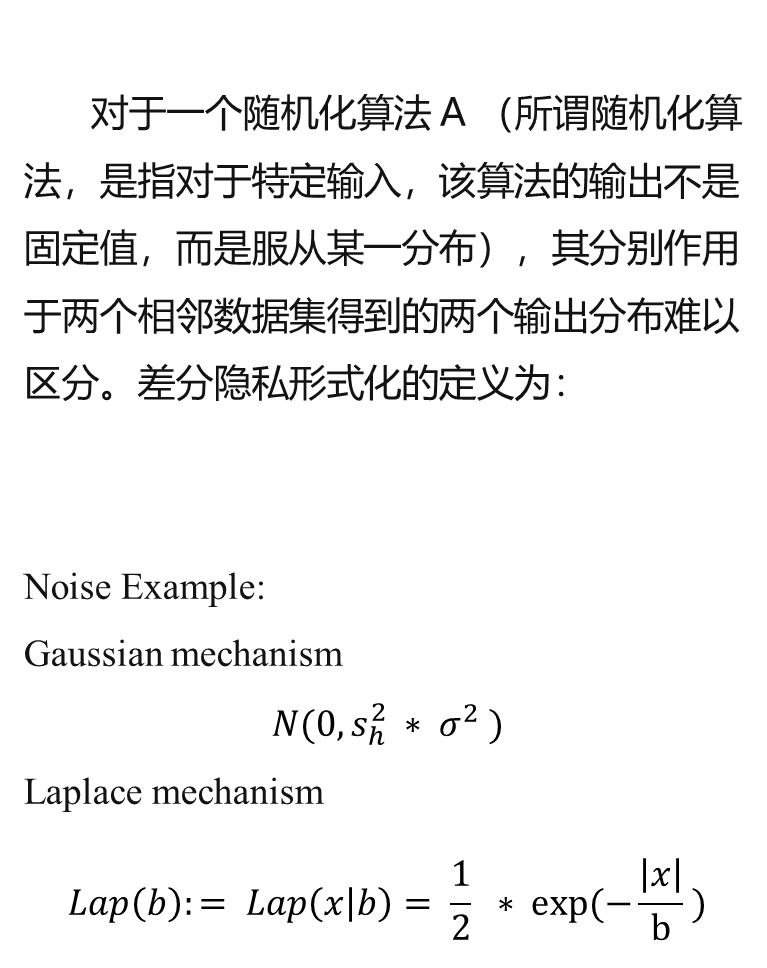 对于一个随机化算法 A （所谓随机化算
法，是指对于特定输入，该算法的输出不是
固定值，而是服从某一分布），其分别作用
于两个相邻数据集得到的两个输出分布难以
区分。差分隐私形式化的定义为：
Noise Example:
Gaussian mechanism
N(0, s_h^2 * σ^2 )
Laplace mechanism
Lap(b):= Lap(x|b) = 1/2 * exp(−|x|/b)